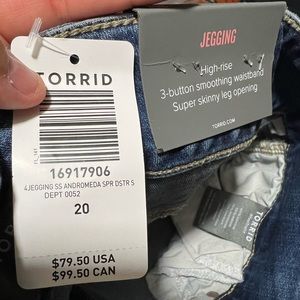 TORRID
16917906
4JEGGING SS ANDROMEDA SPR DSTR S
DEPT 0052
20
$79.50 USA
$99.50 CAN
JEGGING
High-rise
3-button smoothing waistband
Super skinny leg opening
TORRID.COM
TORRID